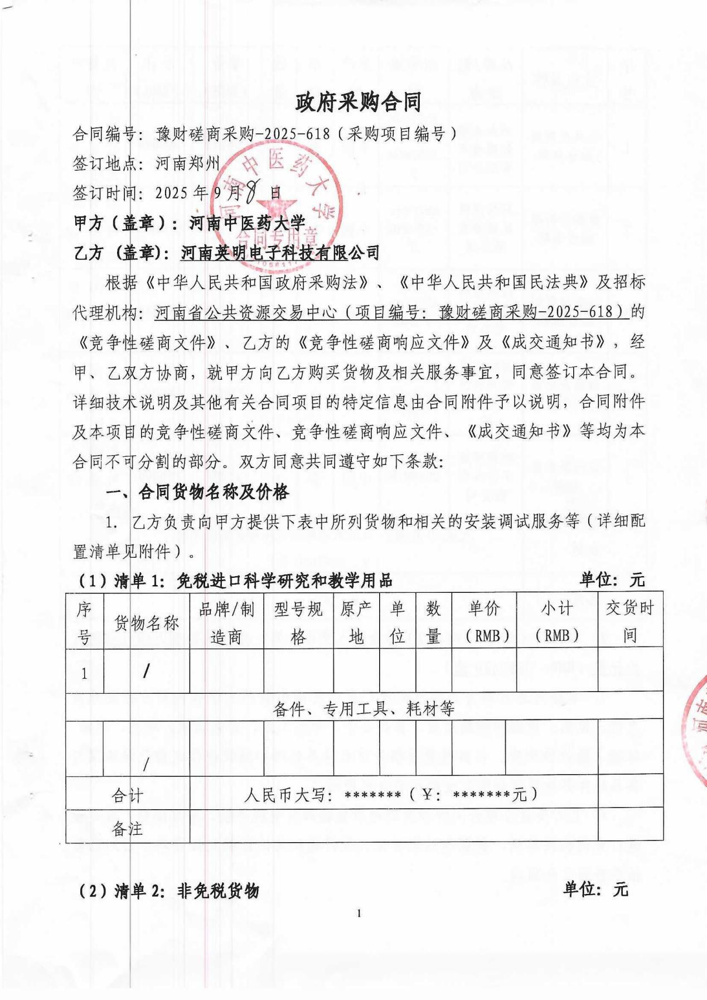 政府采购合同
合同编号：豫财磋商采购-2025-618（采购项目编号）
签订地点：河南郑州
签订时间：2025 年 9 月 8 日
甲方（盖章）：河南中医药大学
乙方 (盖章)：河南英明电子科技有限公司
河南中医药大学
合同专用章
根据《中华人民共和国政府采购法》、《中华人民共和国民法典》及招标
代理机构：河南省公共资源交易中心（项目编号：豫财磋商采购-2025-618）的
《竞争性磋商文件》、乙方的《竞争性磋商响应文件》及《成交通知书》，经
甲、乙双方协商，就甲方向乙方购买货物及相关服务事宜，同意签订本合同。
详细技术说明及其他有关合同项目的特定信息由合同附件予以说明，合同附件
及本项目的竞争性磋商文件、竞争性磋商响应文件、《成交通知书》等均为本
合同不可分割的部分。双方同意共同遵守如下条款:
一、合同货物名称及价格
1. 乙方负责向甲方提供下表中所列货物和相关的安装调试服务等（详细配
置清单见附件）。
（1）清单 1：免税进口科学研究和教学用品 单位：元
序号 货物名称 品牌/制造商 型号规格 原产地 单位 数量 单价（RMB） 小计（RMB） 交货时间
1 /
备件、专用工具、耗材等
/
合计 人民币大写：*******（￥：*******元）
备注
（2）清单 2：非免税货物 单位：元
1